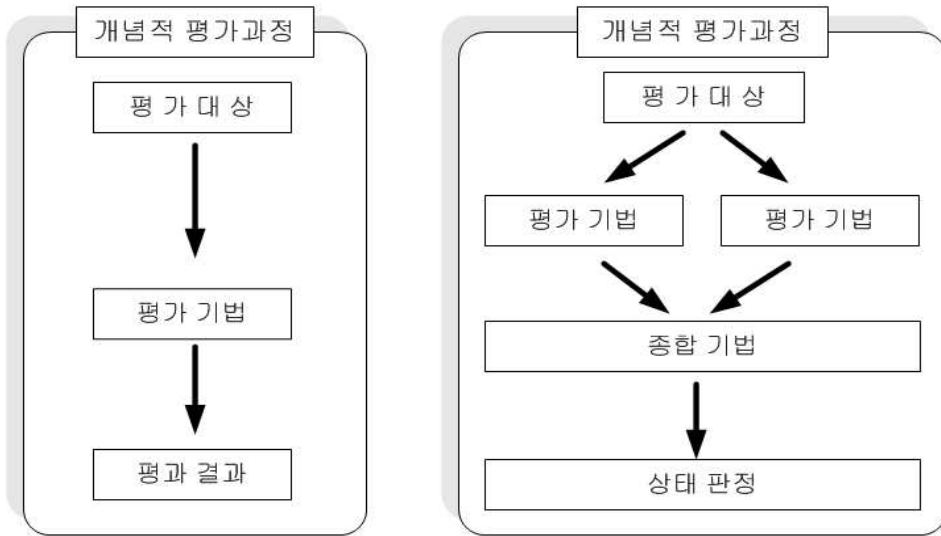 개념적 평가과정
평 가 대 상
평가 기법
평과 결과
개념적 평가과정
평 가 대 상
평가 기법 평가 기법
종합 기법
상태 판정